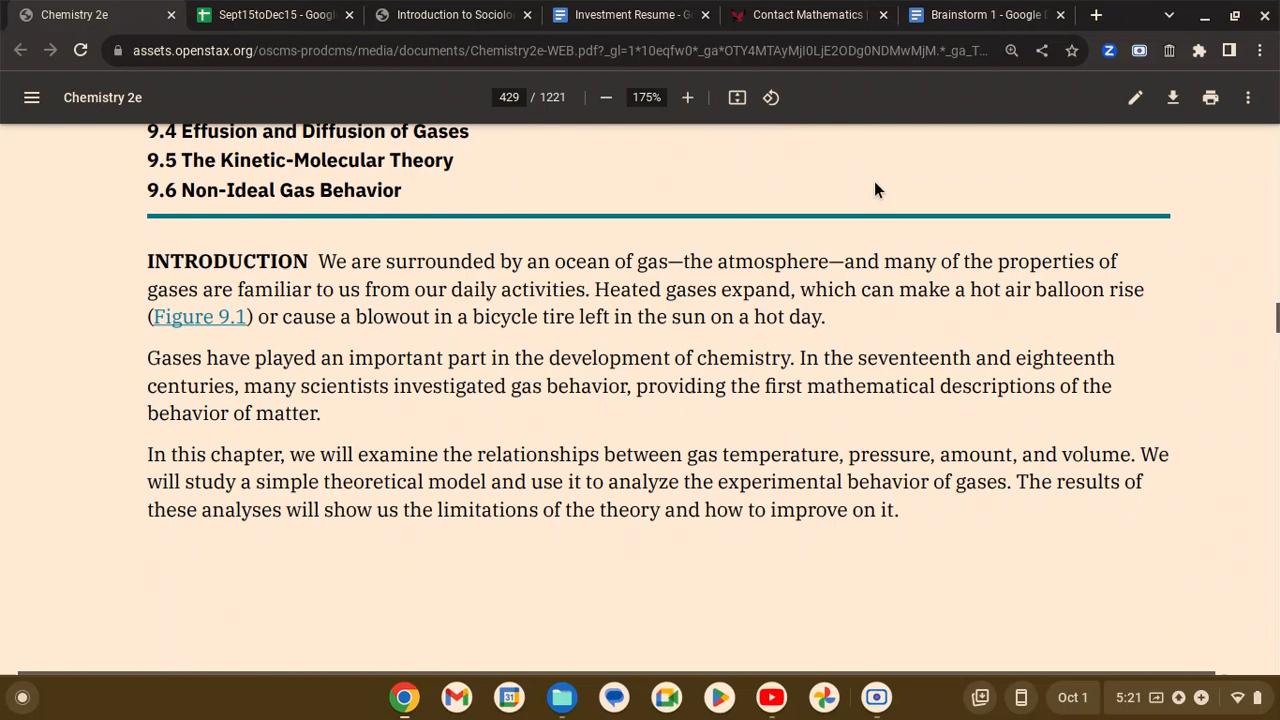 Chemistry 2e
Sept15toDec15 - Googl
Introduction to Sociolo
Investment Resume - G
Contact Mathematics |
Brainstorm 1 - Google D
assets.openstax.org/oscms-prodcms/media/documents/Chemistry2e-WEB.pdf?_gl=1*10eqfw0*_ga*OTY4MTAyMjI0LjE2ODg0NDMwMjM.*_ga_T...
Chemistry 2e
429 / 1221
175%
9.4 Effusion and Diffusion of Gases
9.5 The Kinetic-Molecular Theory
9.6 Non-Ideal Gas Behavior
INTRODUCTION We are surrounded by an ocean of gas—the atmosphere—and many of the properties of
gases are familiar to us from our daily activities. Heated gases expand, which can make a hot air balloon rise
(Figure 9.1) or cause a blowout in a bicycle tire left in the sun on a hot day.
Gases have played an important part in the development of chemistry. In the seventeenth and eighteenth
centuries, many scientists investigated gas behavior, providing the first mathematical descriptions of the
behavior of matter.
In this chapter, we will examine the relationships between gas temperature, pressure, amount, and volume. We
will study a simple theoretical model and use it to analyze the experimental behavior of gases. The results of
these analyses will show us the limitations of the theory and how to improve on it.
31
Oct 1
5:21